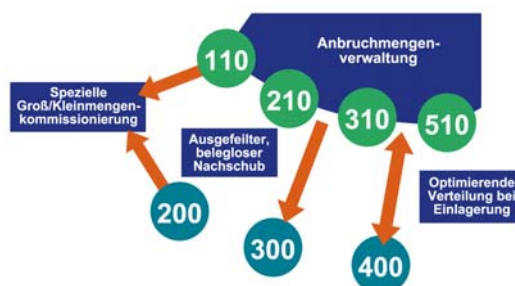 Anbruchmengen-
verwaltung
110
210
310
510
Spezielle
Groß/Kleinmengen-
kommissionierung
Ausgefeilter,
belegloser
Nachschub
Optimierende
Verteilung bei
Einlagerung
200
300
400